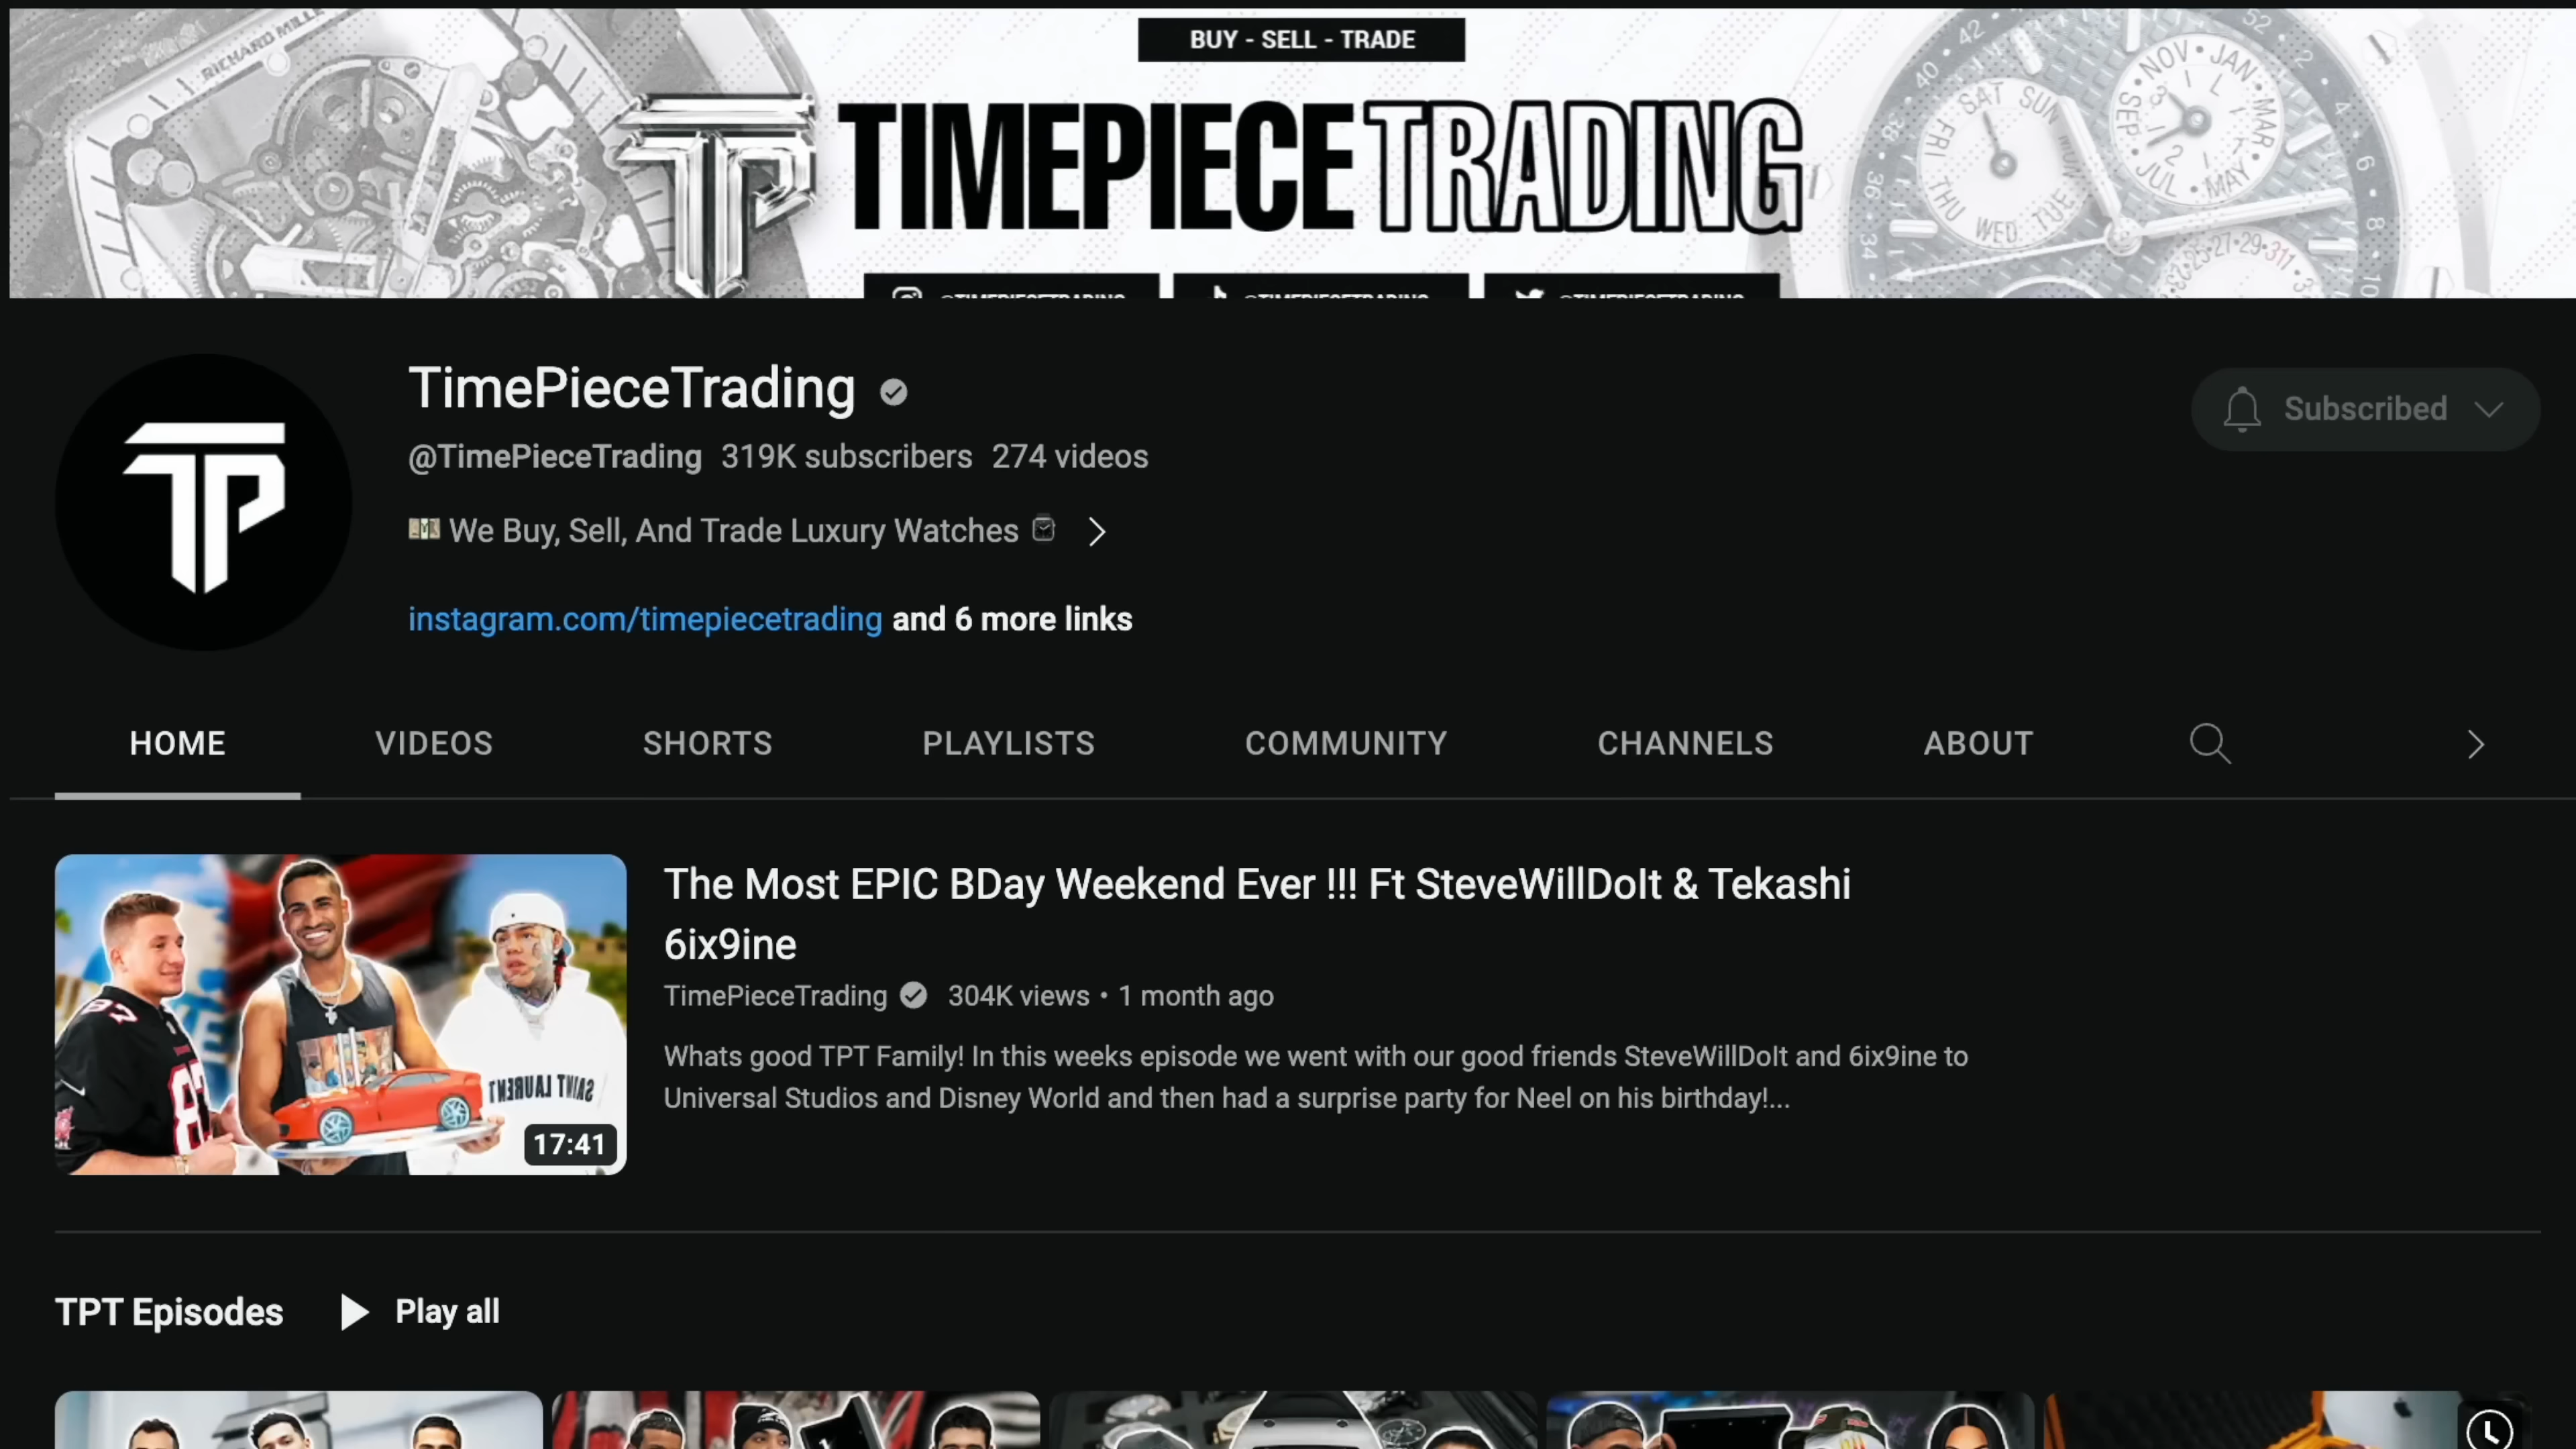 BUY - SELL - TRADE
RICHARD MILLE
TIMEPIECE TRADING
TimePieceTrading
@TimePieceTrading 319K subscribers 274 videos
We Buy, Sell, And Trade Luxury Watches
instagram.com/timepiecetrading and 6 more links
Subscribed
HOME VIDEOS SHORTS PLAYLISTS COMMUNITY CHANNELS ABOUT
The Most EPIC BDay Weekend Ever !!! Ft SteveWillDoIt & Tekashi
6ix9ine
TimePieceTrading 304K views • 1 month ago
Whats good TPT Family! In this weeks episode we went with our good friends SteveWillDoIt and 6ix9ine to
Universal Studios and Disney World and then had a surprise party for Neel on his birthday!...
SAINT LAURENT
17:41
TPT Episodes Play all